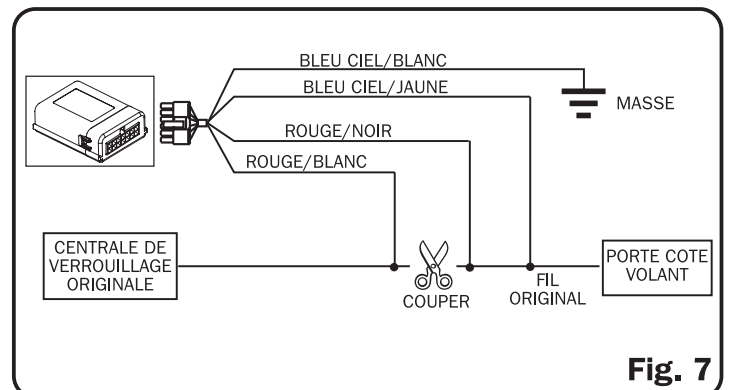 BLEU CIEL/BLANC
BLEU CIEL/JAUNE
MASSE
ROUGE/NOIR
ROUGE/BLANC
CENTRALE DE
VERROUILLAGE
ORIGINALE
COUPER
FIL
ORIGINAL
PORTE COTE
VOLANT
Fig. 7